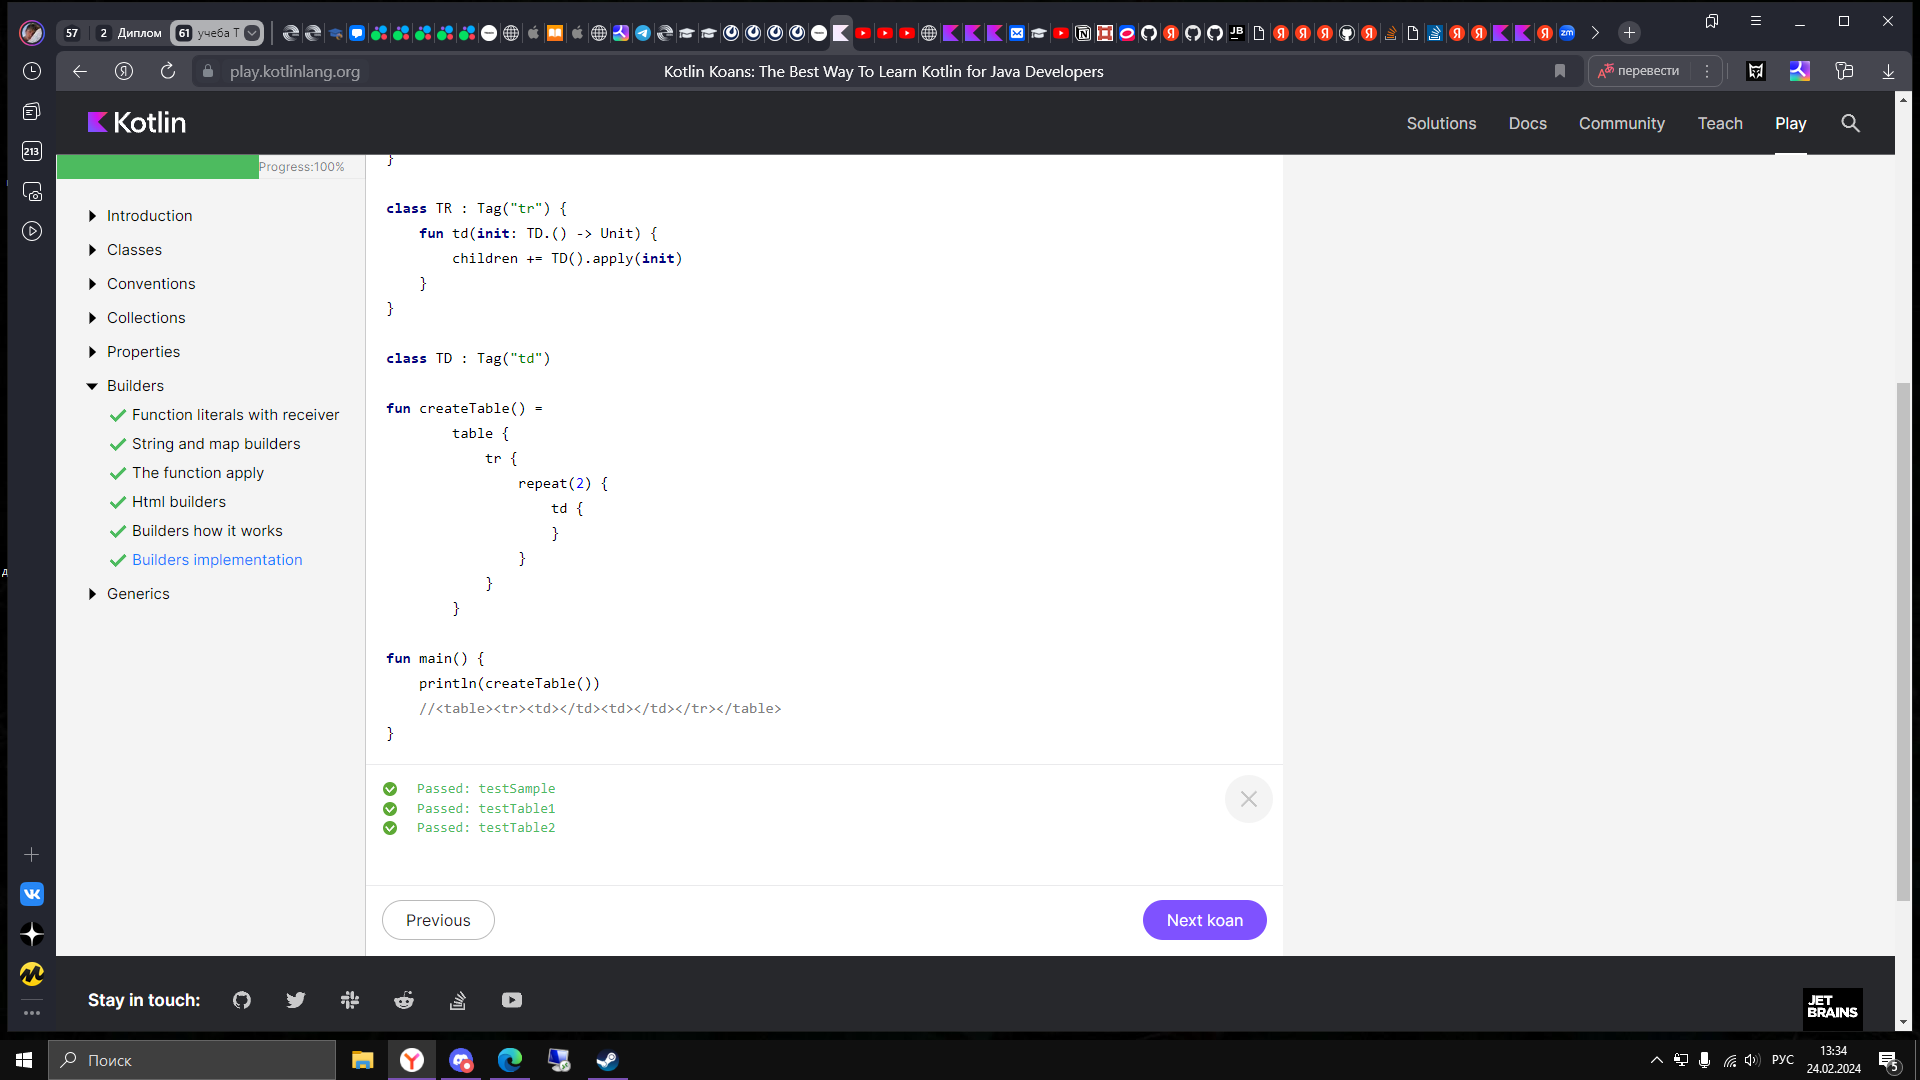 57
2 Диплом
61 учеба Т
play.kotlinlang.org
Kotlin Koans: The Best Way To Learn Kotlin for Java Developers
перевести
213
Kotlin
Solutions
Docs
Community
Teach
Play
Progress:100%
Introduction
Classes
Conventions
Collections
Properties
Builders
Function literals with receiver
String and map builders
The function apply
Html builders
Builders how it works
Builders implementation
Generics
}
class TR : Tag("tr") {
fun td(init: TD.() -> Unit) {
children += TD().apply(init)
}
}
class TD : Tag("td")
fun createTable() =
table {
tr {
repeat(2) {
td {
}
}
}
}
fun main() {
println(createTable())
//<table><tr><td></td><td></td></tr></table>
}
Passed: testSample
Passed: testTable1
Passed: testTable2
Previous
Next koan
Stay in touch:
JET
BRAINS
Поиск
РУС
13:34
24.02.2024
5